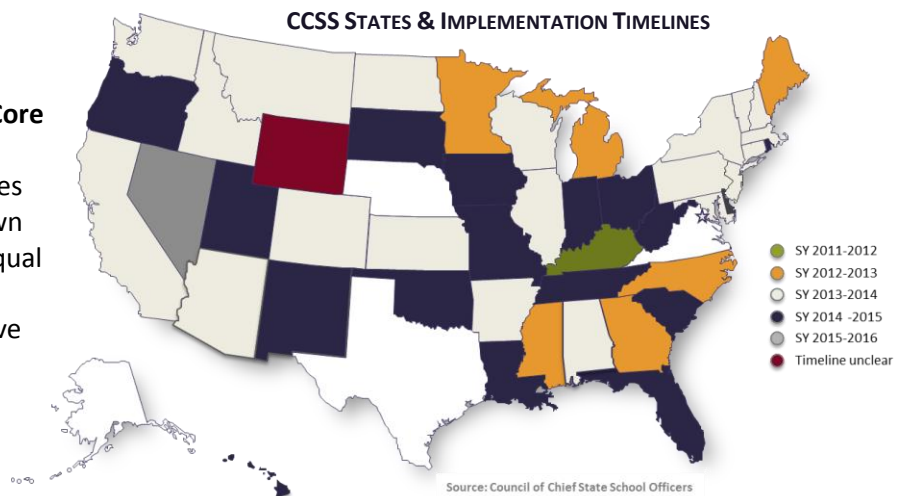 CCSS STATES & IMPLEMENTATION TIMELINES
Core
es
wn
qual
ve
SY 2011-2012
SY 2012-2013
SY 2013-2014
SY 2014 -2015
SY 2015-2016
Timeline unclear
Source: Council of Chief State School Officers